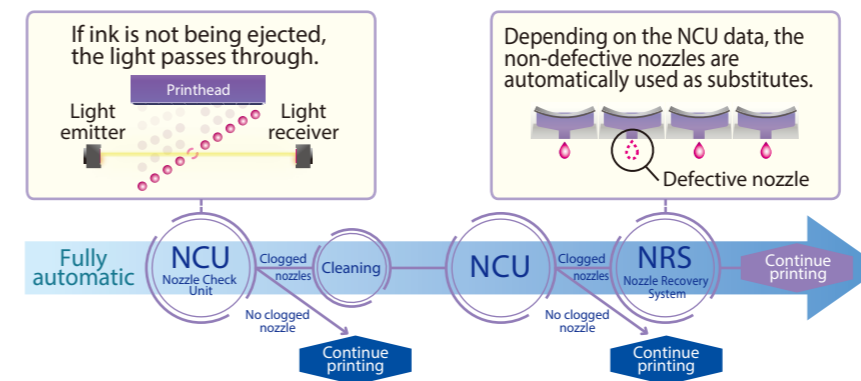 If ink is not being ejected,
the light passes through.
Printhead
Light
emitter
Light
receiver
Depending on the NCU data, the
non-defective nozzles are
automatically used as substitutes.
Defective nozzle
Fully
automatic
NCU
Nozzle Check
Unit
Clogged
nozzles
No clogged
nozzle
Continue
printing
Cleaning
NCU
Clogged
nozzles
No clogged
nozzle
Continue
printing
NRS
Nozzle Recovery
System
Continue
printing